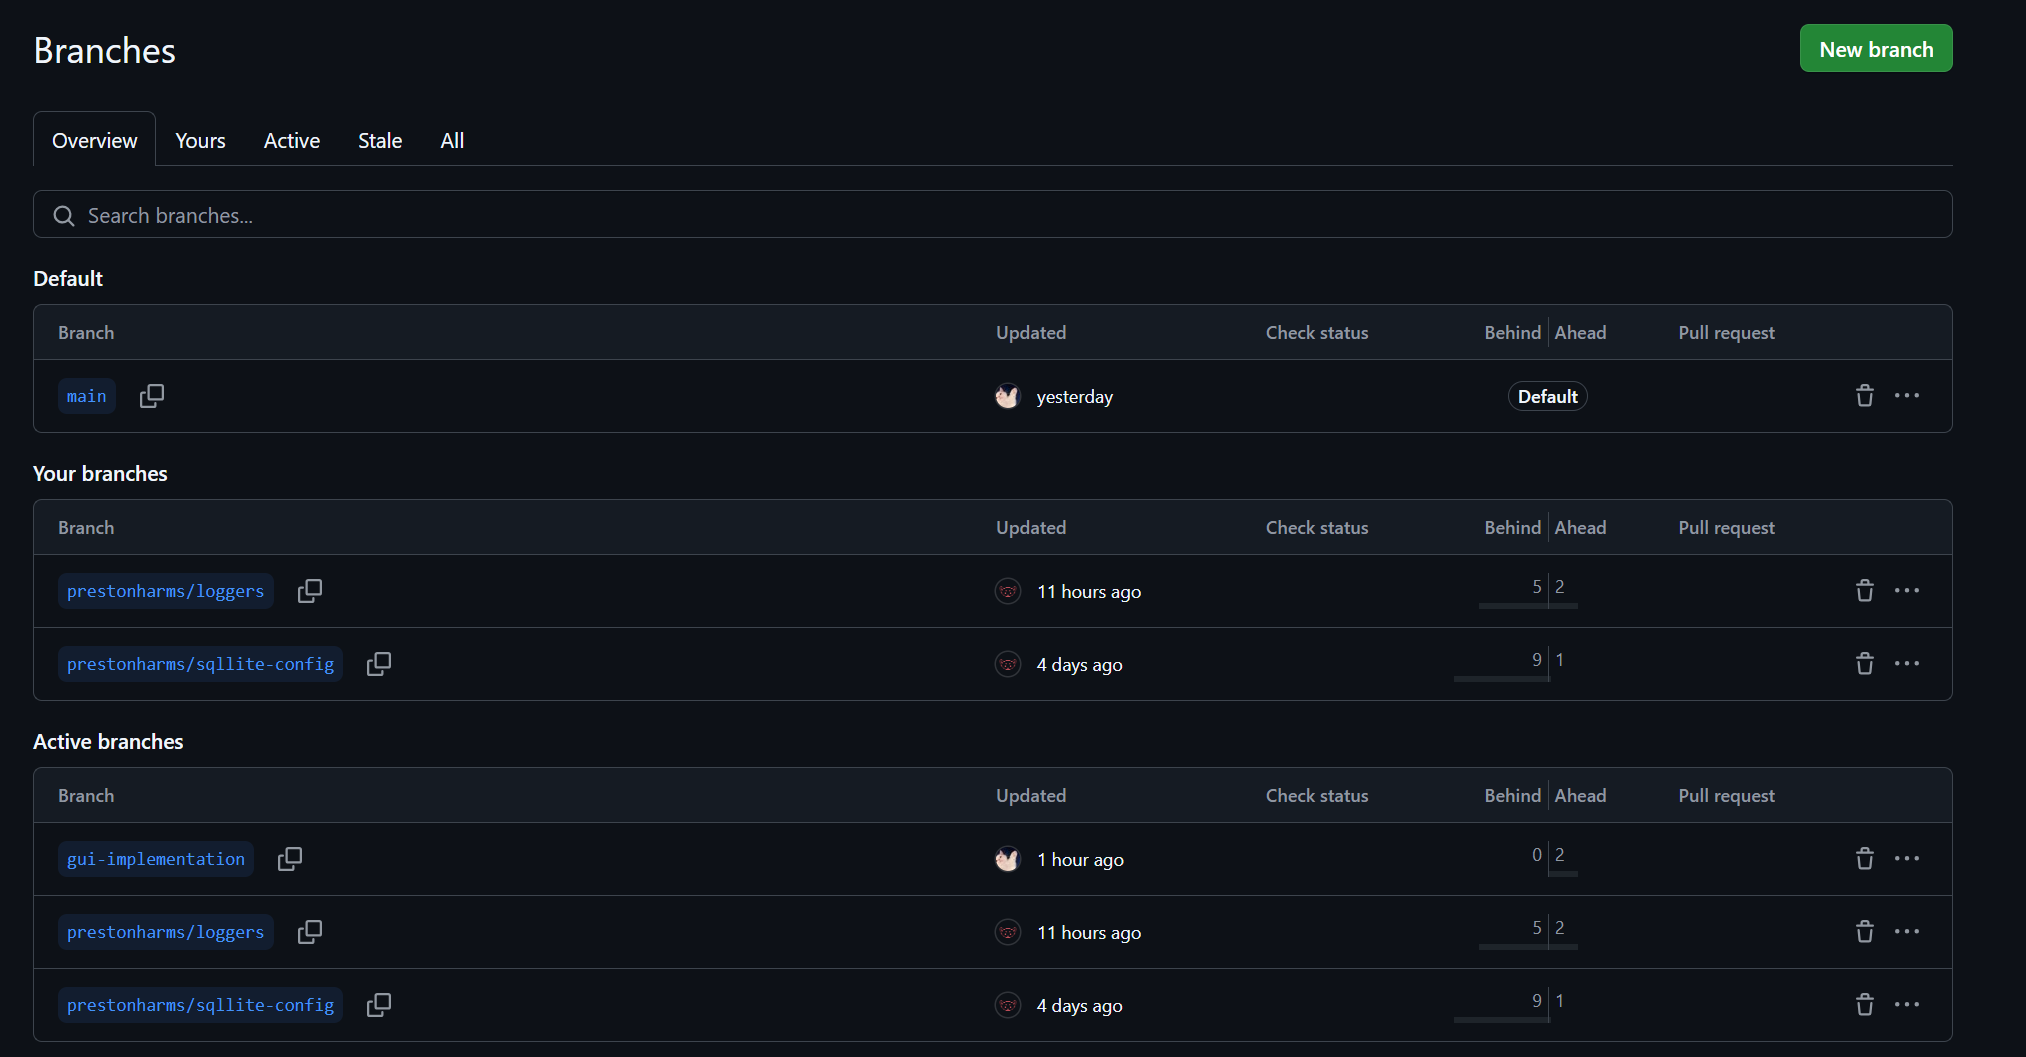 Branches
New branch
Overview Yours Active Stale All
Search branches...
Default
Branch Updated Check status Behind Ahead Pull request
main yesterday Default
Your branches
Branch Updated Check status Behind Ahead Pull request
prestonharms/loggers 11 hours ago 5 2
prestonharms/sqllite-config 4 days ago 9 1
Active branches
Branch Updated Check status Behind Ahead Pull request
gui-implementation 1 hour ago 0 2
prestonharms/loggers 11 hours ago 5 2
prestonharms/sqllite-config 4 days ago 9 1